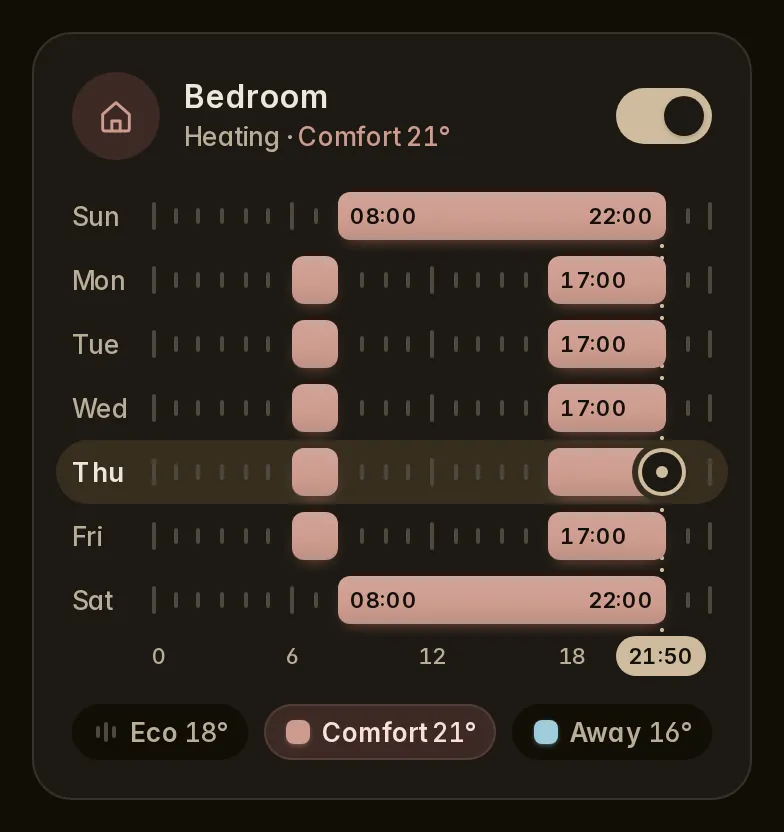 Bedroom
Heating · Comfort 21°
Sun 08:00 22:00
Mon 17:00
Tue 17:00
Wed 17:00
Thu
Fri 17:00
Sat 08:00 22:00
0 6 12 18 21:50
Eco 18° Comfort 21° Away 16°